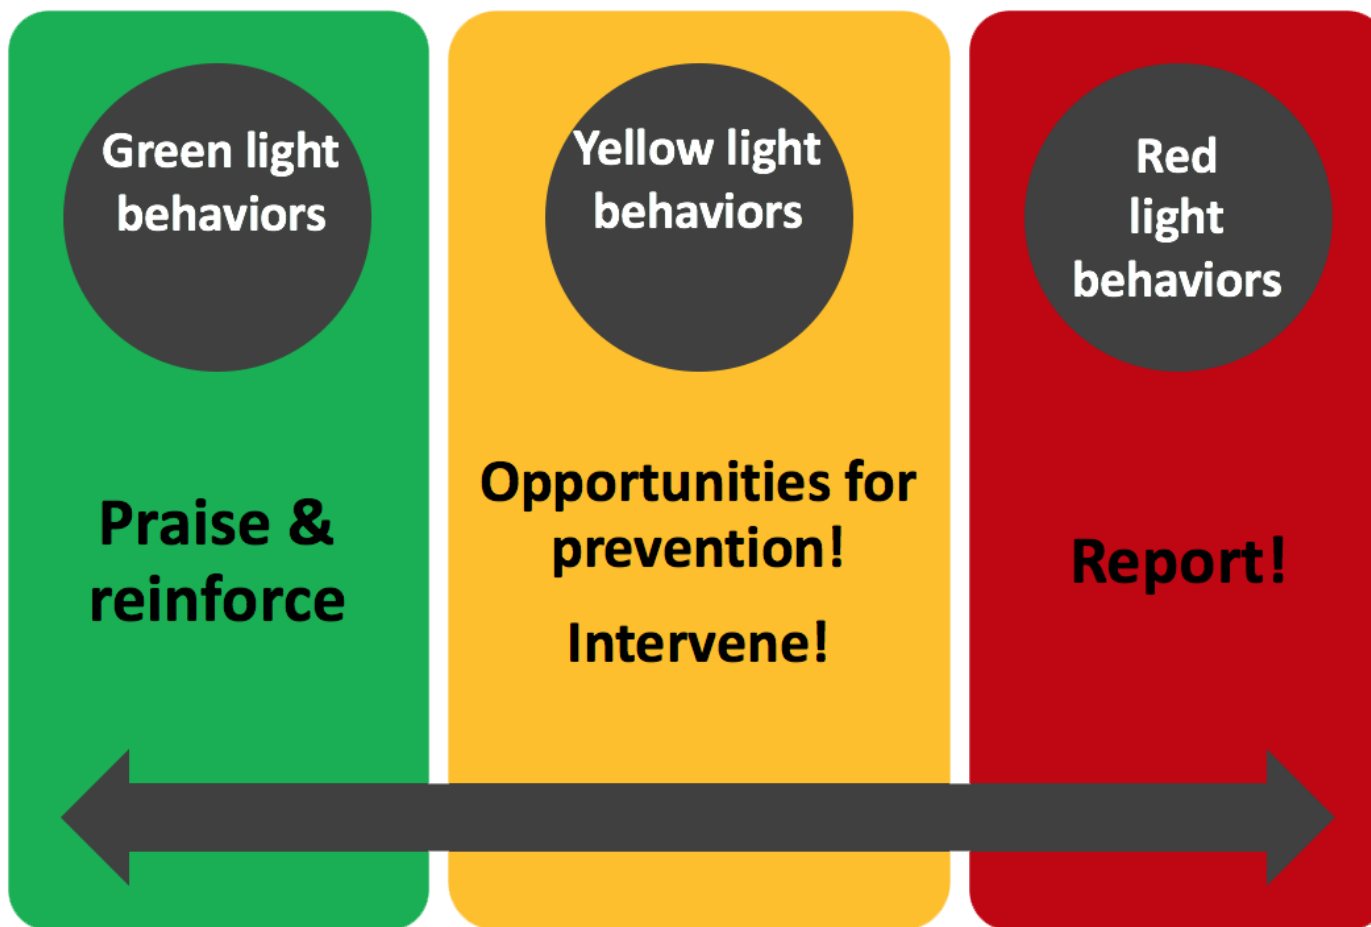 Green light
behaviors
Praise &
reinforce
Yellow light
behaviors
Opportunities for
prevention!
Intervene!
Red
light
behaviors
Report!